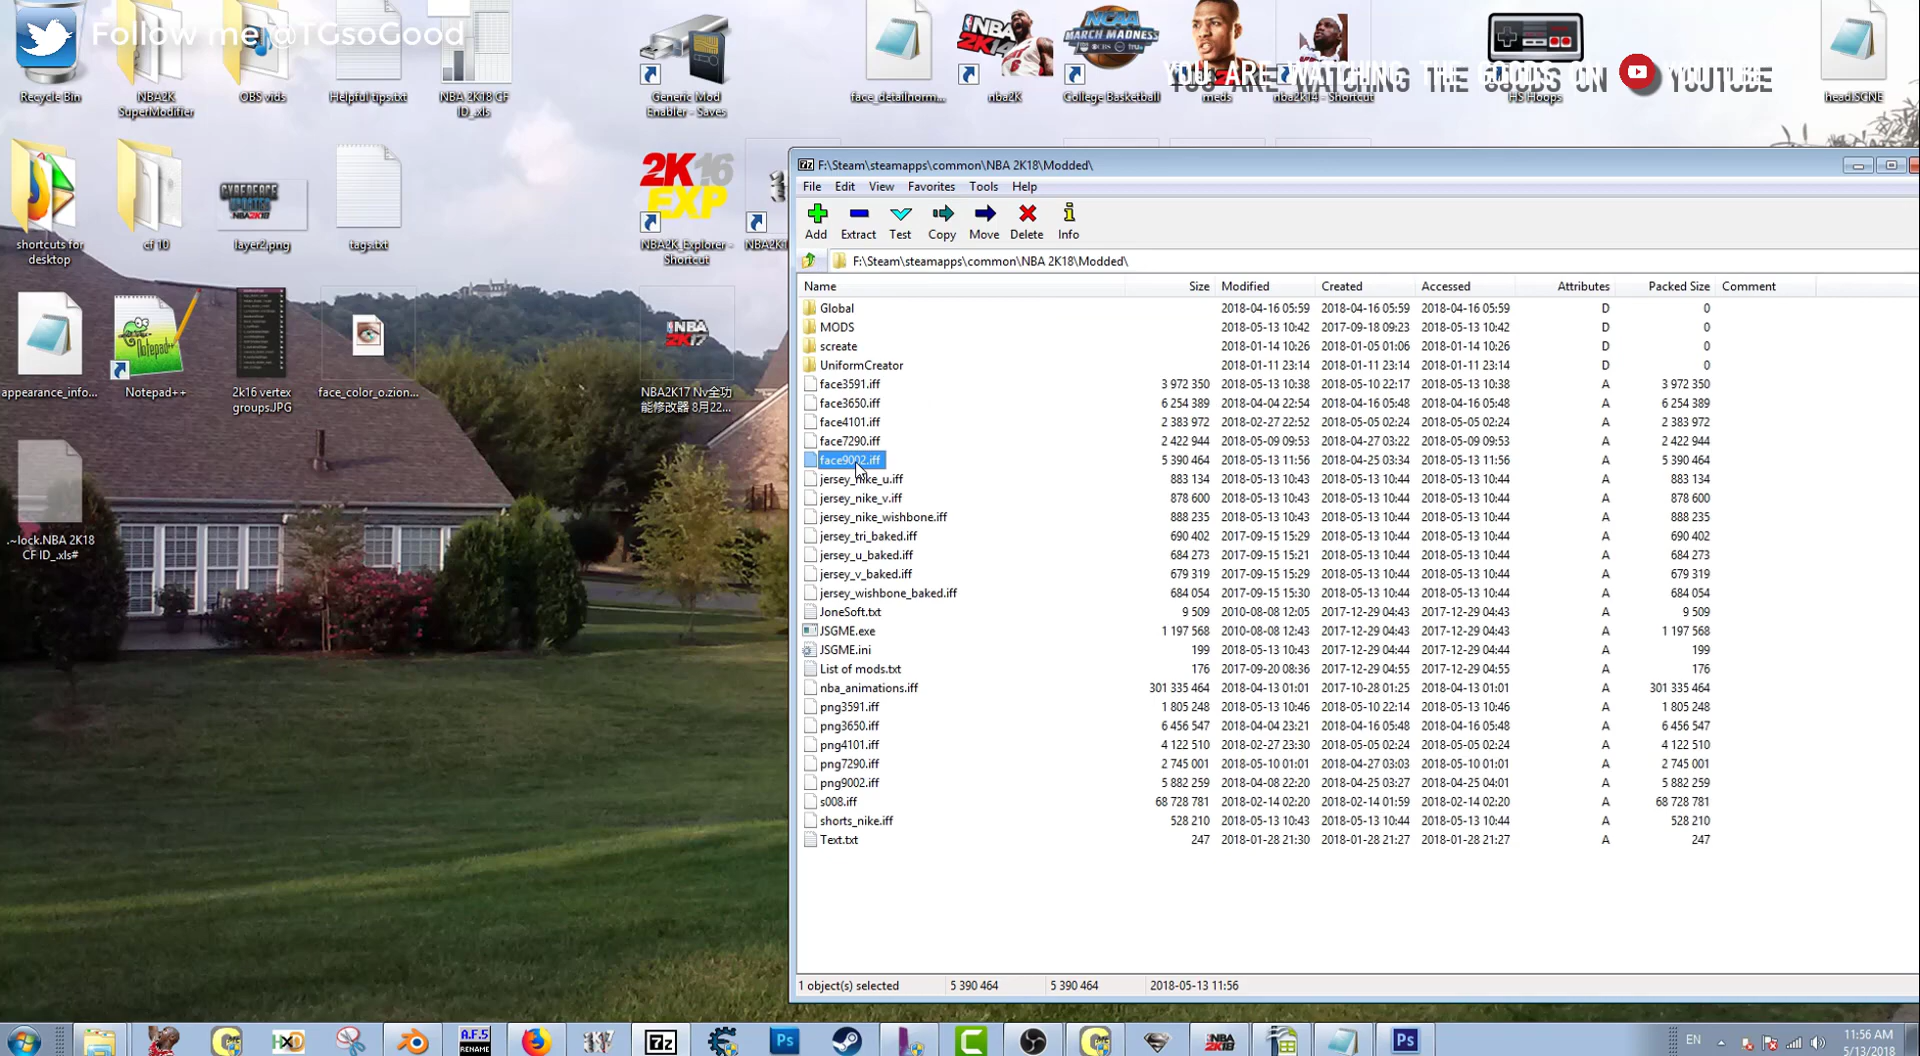 Follow me @TGsoGood
YOU ARE WATCHING THE GOODS ON YOUTUBE
Recycle Bin
NBA2K SuperModifier
OBS vids
Helpful tips.txt
NBA 2K18 CF ID_.xls
Generic Mod Enabler - Saves
face_detailnorm...
nba2K
College Basketball
meds
nba2k14 - Shortcut
HS Hoops
head.SCNE
shortcuts for desktop
cf 10
CYBERFACE UPDATES NBA2K18
layer2.png
tags.txt
2K16 EXP
NBA2K_Explorer - Shortcut
NBA2K1
appearance_info...
Notepad++
2k16 vertex groups.JPG
face_color_o.zion...
NBA 2K17
NBA2K17 Nv全功能修改器 8月22...
.~lock.NBA 2K18 CF ID_.xls#
F:\Steam\steamapps\common\NBA 2K18\Modded\
File Edit View Favorites Tools Help
Add Extract Test Copy Move Delete Info
F:\Steam\steamapps\common\NBA 2K18\Modded\
Name Size Modified Created Accessed Attributes Packed Size Comment
Global 2018-04-16 05:59 2018-04-16 05:59 2018-04-16 05:59 D 0
MODS 2018-05-13 10:42 2017-09-18 09:23 2018-05-13 10:42 D 0
screate 2018-01-14 10:26 2018-01-05 01:06 2018-01-14 10:26 D 0
UniformCreator 2018-01-11 23:14 2018-01-11 23:14 2018-01-11 23:14 D 0
face3591.iff 3 972 350 2018-05-13 10:38 2018-05-10 22:17 2018-05-13 10:38 A 3 972 350
face3650.iff 6 254 389 2018-04-04 22:54 2018-04-16 05:48 2018-04-16 05:48 A 6 254 389
face4101.iff 2 383 972 2018-02-27 22:52 2018-05-05 02:24 2018-05-05 02:24 A 2 383 972
face7290.iff 2 422 944 2018-05-09 09:53 2018-04-27 03:22 2018-05-09 09:53 A 2 422 944
face9002.iff 5 390 464 2018-05-13 11:56 2018-04-25 03:34 2018-05-13 11:56 A 5 390 464
jersey_nike_u.iff 883 134 2018-05-13 10:43 2018-05-13 10:44 2018-05-13 10:44 A 883 134
jersey_nike_v.iff 878 600 2018-05-13 10:43 2018-05-13 10:44 2018-05-13 10:44 A 878 600
jersey_nike_wishbone.iff 888 235 2018-05-13 10:43 2018-05-13 10:44 2018-05-13 10:44 A 888 235
jersey_tri_baked.iff 690 402 2017-09-15 15:29 2018-05-13 10:44 2018-05-13 10:44 A 690 402
jersey_u_baked.iff 684 273 2017-09-15 15:21 2018-05-13 10:44 2018-05-13 10:44 A 684 273
jersey_v_baked.iff 679 319 2017-09-15 15:29 2018-05-13 10:44 2018-05-13 10:44 A 679 319
jersey_wishbone_baked.iff 684 054 2017-09-15 15:30 2018-05-13 10:44 2018-05-13 10:44 A 684 054
JoneSoft.txt 9 509 2010-08-08 12:05 2017-12-29 04:43 2017-12-29 04:43 A 9 509
JSGME.exe 1 197 568 2010-08-08 12:43 2017-12-29 04:43 2017-12-29 04:43 A 1 197 568
JSGME.ini 199 2018-05-13 10:43 2017-12-29 04:44 2017-12-29 04:44 A 199
List of mods.txt 176 2017-09-20 08:36 2017-12-29 04:55 2017-12-29 04:55 A 176
nba_animations.iff 301 335 464 2018-04-13 01:01 2017-10-28 01:25 2018-04-13 01:01 A 301 335 464
png3591.iff 1 805 248 2018-05-13 10:46 2018-05-10 22:14 2018-05-13 10:46 A 1 805 248
png3650.iff 6 456 547 2018-04-04 23:21 2018-04-16 05:48 2018-04-16 05:48 A 6 456 547
png4101.iff 4 122 510 2018-02-27 23:30 2018-05-05 02:24 2018-05-05 02:24 A 4 122 510
png7290.iff 2 745 001 2018-05-10 01:01 2018-04-27 03:03 2018-05-10 01:01 A 2 745 001
png9002.iff 5 882 259 2018-04-08 22:20 2018-04-25 03:27 2018-04-25 04:01 A 5 882 259
s008.iff 68 728 781 2018-02-14 02:20 2018-02-14 01:59 2018-02-14 02:20 A 68 728 781
shorts_nike.iff 528 210 2018-05-13 10:43 2018-05-13 10:44 2018-05-13 10:44 A 528 210
Text.txt 247 2018-01-28 21:30 2018-01-28 21:27 2018-01-28 21:27 A 247
1 object(s) selected 5 390 464 5 390 464 2018-05-13 11:56
EN
11:56 AM
5/13/2018